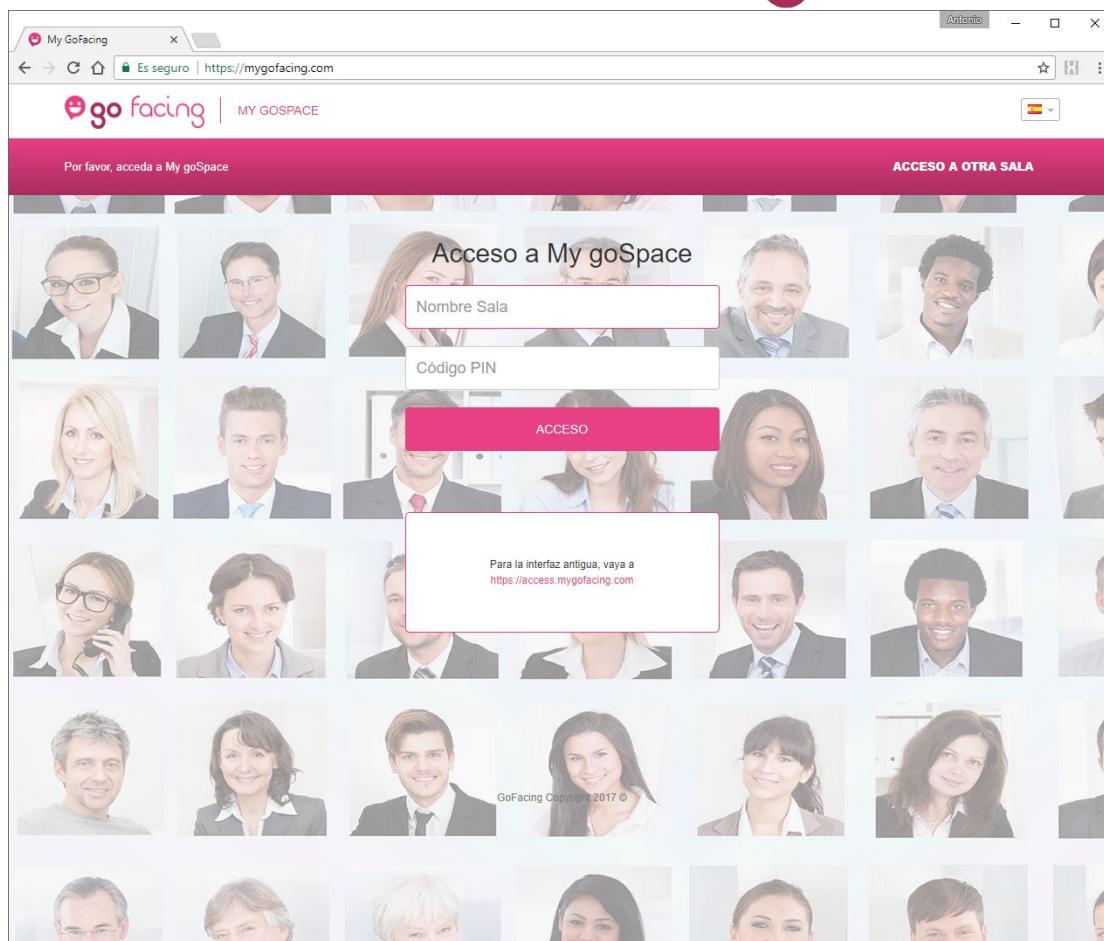 Antonio
My GoFacing
Es seguro | https://mygofacing.com
go facing | MY GOSPACE
Por favor, acceda a My goSpace
ACCESO A OTRA SALA
Acceso a My goSpace
Nombre Sala
Código PIN
ACCESO
Para la interfaz antigua, vaya a
https://access.mygofacing.com
GoFacing Copyright 2017 ©